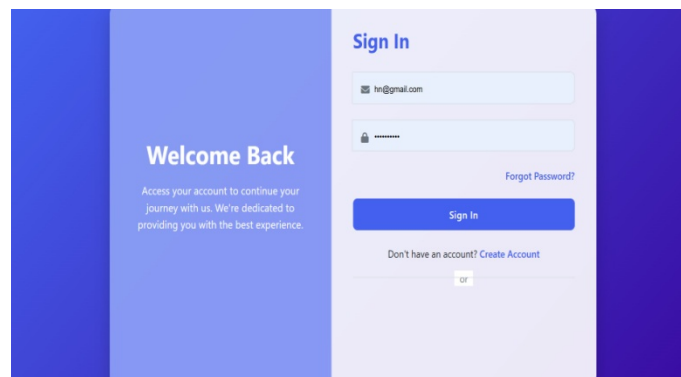 Sign In
hn@gmail.com
••••••••••
Welcome Back
Access your account to continue your
journey with us. We're dedicated to
providing you with the best experience.
Forgot Password?
Sign In
Don't have an account? Create Account
or